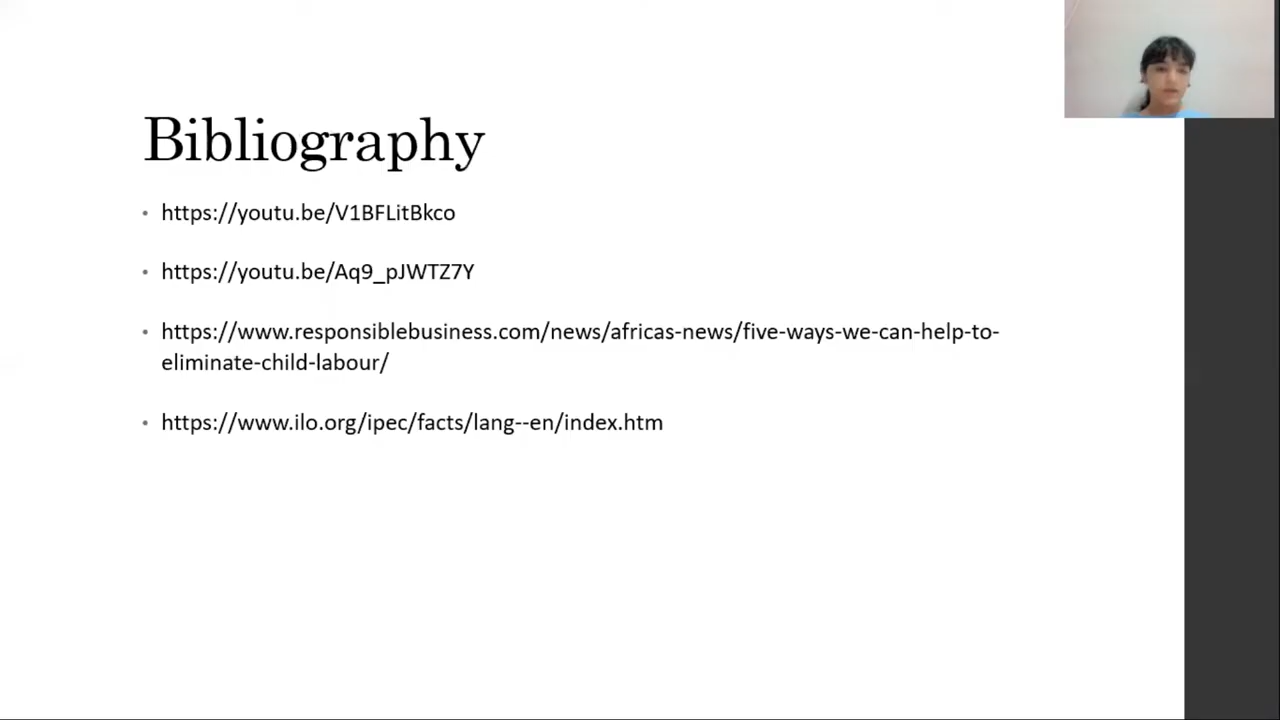 Bibliography
• https://youtu.be/V1BFLitBkco
• https://youtu.be/Aq9_pJWTZ7Y
• https://www.responsiblebusiness.com/news/africas-news/five-ways-we-can-help-to-
eliminate-child-labour/
• https://www.ilo.org/ipec/facts/lang--en/index.htm